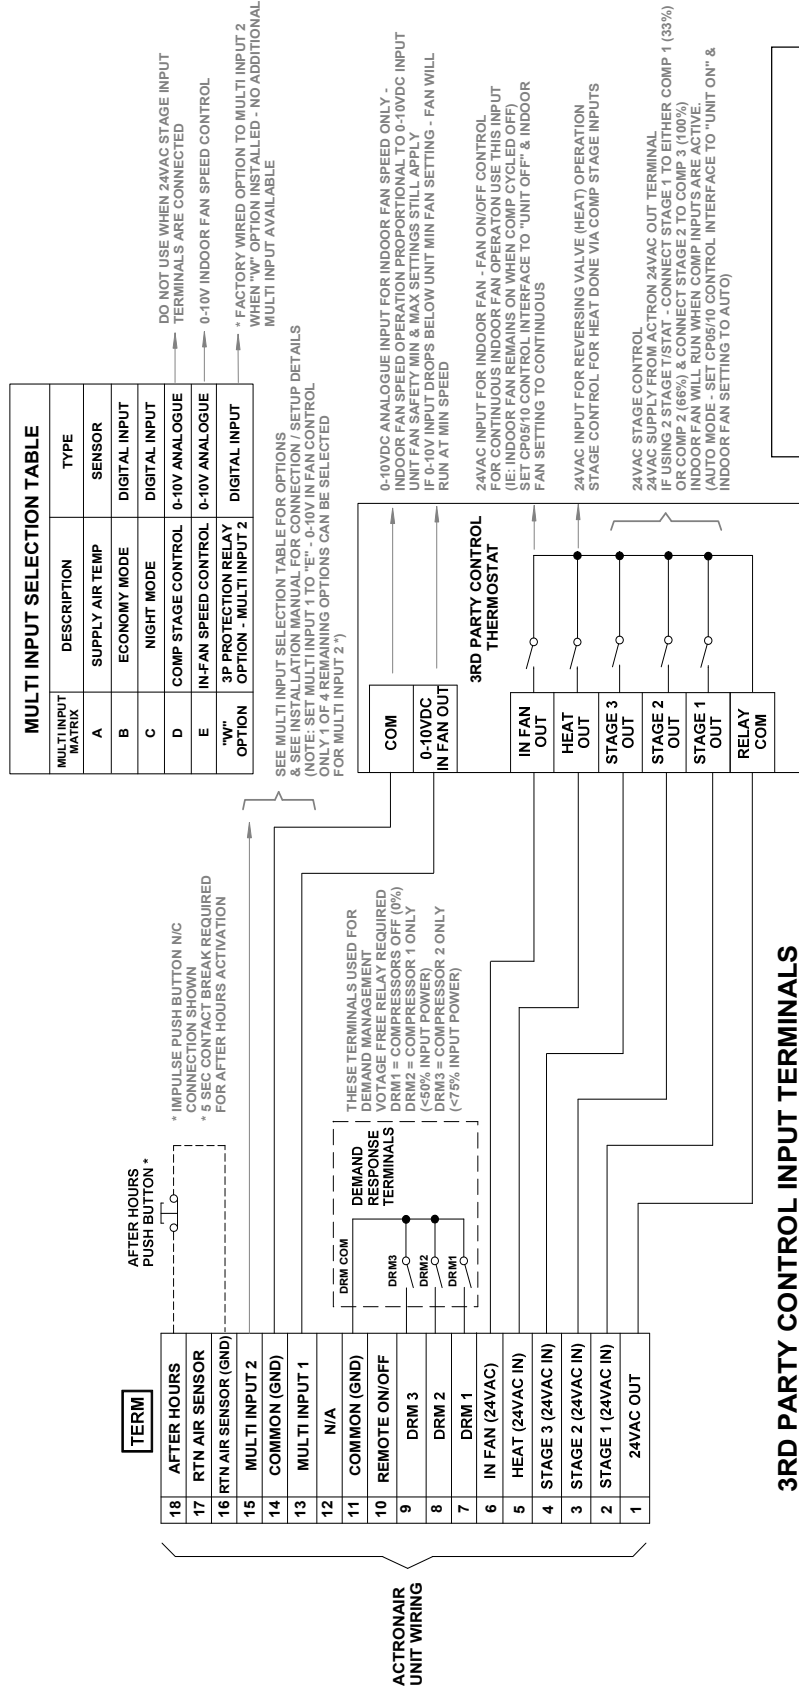 MULTI INPUT SELECTION TABLE
MULTI INPUT
MATRIX
DESCRIPTION
TYPE
A
SUPPLY AIR TEMP
SENSOR
B
ECONOMY MODE
DIGITAL INPUT
C
NIGHT MODE
DIGITAL INPUT
D
COMP STAGE CONTROL
0-10V ANALOGUE
E
IN-FAN SPEED CONTROL
0-10V ANALOGUE
"W"
OPTION
3P PROTECTION RELAY
OPTION - MULTI INPUT 2
DIGITAL INPUT
DO NOT USE WHEN 24VAC STAGE INPUT
TERMINALS ARE CONNECTED
0-10V INDOOR FAN SPEED CONTROL
* FACTORY WIRED OPTION TO MULTI INPUT 2
WHEN "W" OPTION INSTALLED - NO ADDITIONAL
MULTI INPUT AVAILABLE
AFTER HOURS
PUSH BUTTON *
* IMPULSE PUSH BUTTON N/C
CONNECTION SHOWN
* 5 SEC CONTACT BREAK REQUIRED
FOR AFTER HOURS ACTIVATION
SEE MULTI INPUT SELECTION TABLE FOR OPTIONS
& SEE INSTALLATION MANUAL FOR CONNECTION / SETUP DETAILS
(NOTE: SET MULTI INPUT 1 TO "E" - 0-10V IN FAN CONTROL
ONLY 1 OF 4 REMAINING OPTIONS CAN BE SELECTED
FOR MULTI INPUT 2 *)
TERM
18 AFTER HOURS
17 RTN AIR SENSOR
16 RTN AIR SENSOR (GND)
15 MULTI INPUT 2
14 COMMON (GND)
13 MULTI INPUT 1
12 N/A
11 COMMON (GND)
10 REMOTE ON/OFF
9 DRM 3
8 DRM 2
7 DRM 1
6 IN FAN (24VAC)
5 HEAT (24VAC IN)
4 STAGE 3 (24VAC IN)
3 STAGE 2 (24VAC IN)
2 STAGE 1 (24VAC IN)
1 24VAC OUT
ACTRONAIR
UNIT WIRING
DRM COM
DRM3
DRM2
DRM1
DEMAND
RESPONSE
TERMINALS
THESE TERMINALS USED FOR
DEMAND MANAGEMENT
VOTAGE FREE RELAY REQUIRED
DRM1 = COMPRESSORS OFF (0%)
DRM2 = COMPRESSOR 1 ONLY
(<50% INPUT POWER)
DRM3 = COMPRESSOR 2 ONLY
(<75% INPUT POWER)
COM
0-10VDC
IN FAN OUT
3RD PARTY CONTROL
THERMOSTAT
IN FAN
OUT
HEAT
OUT
STAGE 3
OUT
STAGE 2
OUT
STAGE 1
OUT
RELAY
COM
0-10VDC ANALOGUE INPUT FOR INDOOR FAN SPEED ONLY -
INDOOR FAN SPEED OPERATION PROPORTIONAL TO 0-10VDC INPUT
UNIT FAN SAFETY MIN & MAX SETTINGS STILL APPLY
IF 0-10V INPUT DROPS BELOW UNIT MIN FAN SETTING - FAN WILL
RUN AT MIN SPEED
24VAC INPUT FOR INDOOR FAN - FAN ON/OFF CONTROL
FOR CONTINUOUS INDOOR FAN OPERATON USE THIS INPUT
(IE: INDOOR FAN REMAINS ON WHEN COMP CYCLED OFF)
SET CP05/10 CONTROL INTERFACE TO "UNIT OFF" & INDOOR
FAN SETTING TO CONTINUOUS
24VAC INPUT FOR REVERSING VALVE (HEAT) OPERATION
STAGE CONTROL FOR HEAT DONE VIA COMP STAGE INPUTS
24VAC STAGE CONTROL
24VAC SUPPLY FROM ACTRON 24VAC OUT TERMINAL
IF USING 2 STAGE T/STAT - CONNECT STAGE 1 TO EITHER COMP 1 (33%)
OR COMP 2 (66%) & CONNECT STAGE 2 TO COMP 3 (100%)
INDOOR FAN WILL RUN WHEN COMP INPUTS ARE ACTIVE.
(AUTO MODE - SET CP05/10 CONTROL INTERFACE TO "UNIT ON" &
INDOOR FAN SETTING TO AUTO)
3RD PARTY CONTROL INPUT TERMINALS